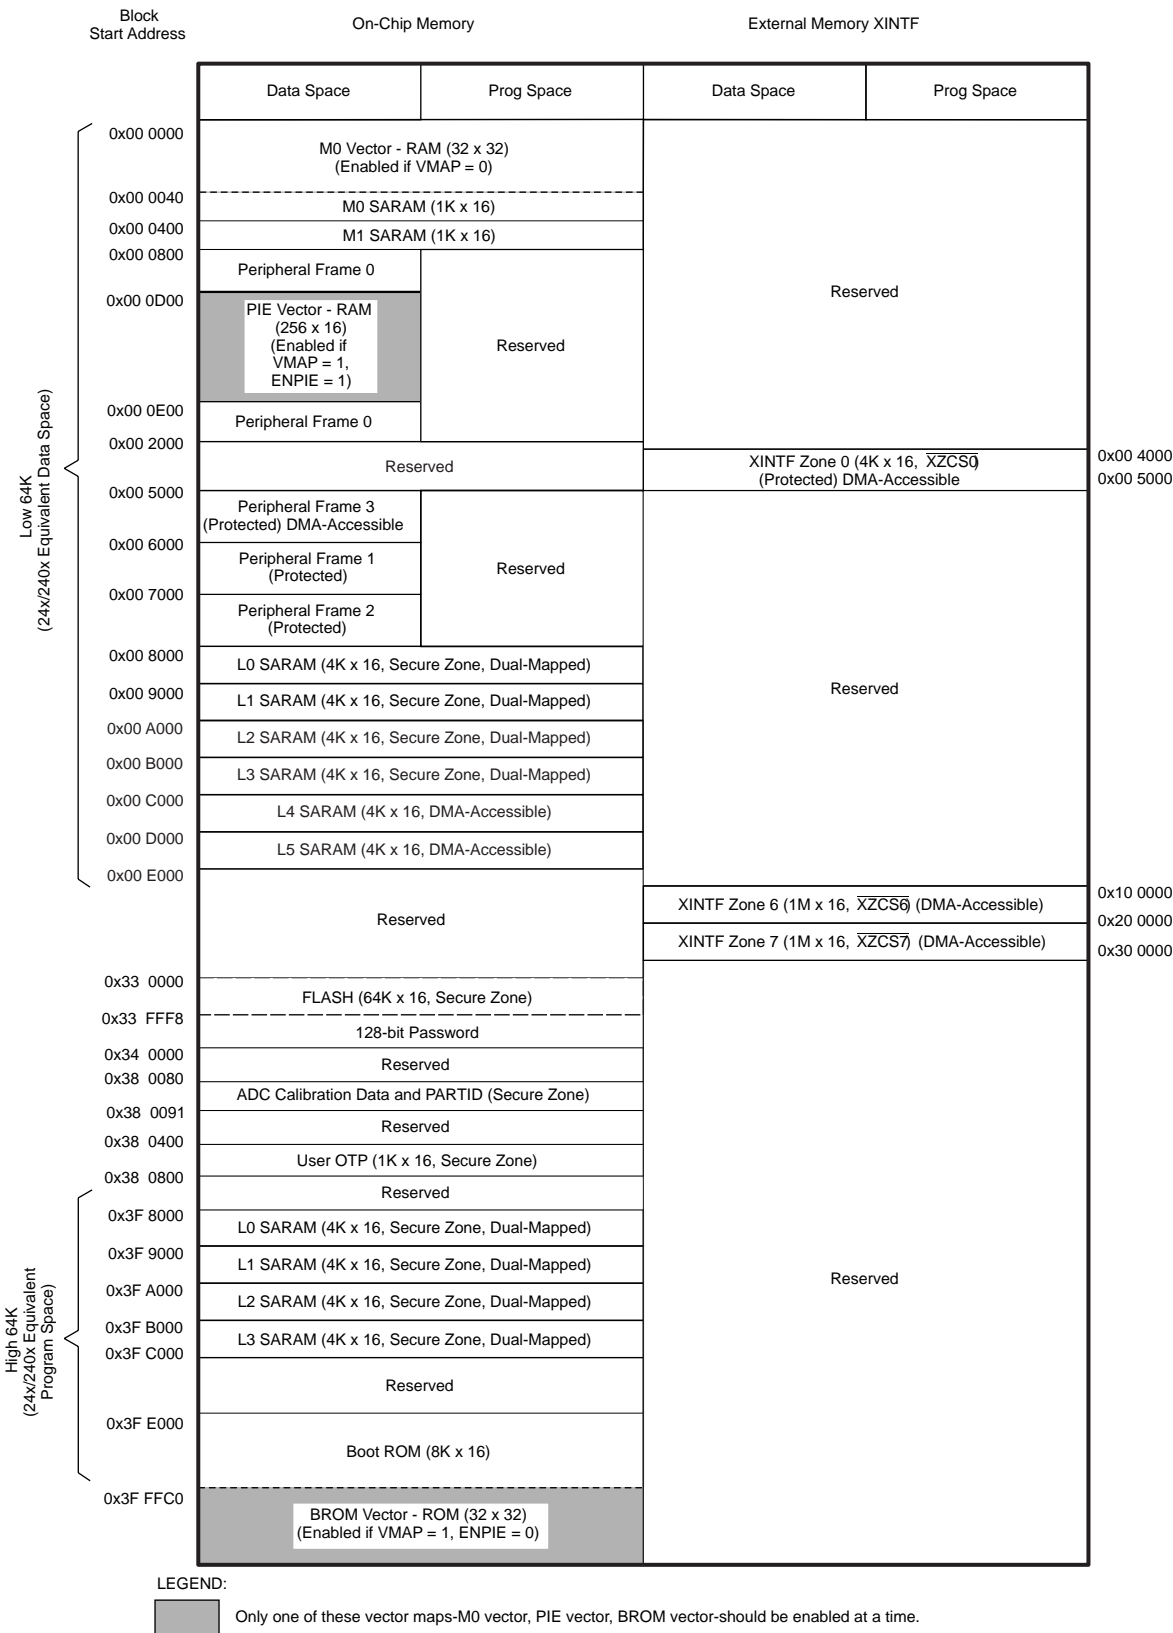 Block
Start Address
On-Chip Memory
External Memory XINTF
Data Space
Prog Space
Data Space
Prog Space
0x00 0000
M0 Vector - RAM (32 x 32)
(Enabled if VMAP = 0)
0x00 0040
M0 SARAM (1K x 16)
0x00 0400
M1 SARAM (1K x 16)
0x00 0800
Peripheral Frame 0
0x00 0D00
PIE Vector - RAM
(256 x 16)
(Enabled if
VMAP = 1,
ENPIE = 1)
Reserved
Reserved
0x00 0E00
Peripheral Frame 0
0x00 2000
Reserved
XINTF Zone 0 (4K x 16, XZCS0)
(Protected) DMA-Accessible
0x00 4000
0x00 5000
Low 64K
(24x/240x Equivalent Data Space)
0x00 5000
Peripheral Frame 3
(Protected) DMA-Accessible
0x00 6000
Peripheral Frame 1
(Protected)
Reserved
0x00 7000
Peripheral Frame 2
(Protected)
0x00 8000
L0 SARAM (4K x 16, Secure Zone, Dual-Mapped)
0x00 9000
L1 SARAM (4K x 16, Secure Zone, Dual-Mapped)
Reserved
0x00 A000
L2 SARAM (4K x 16, Secure Zone, Dual-Mapped)
0x00 B000
L3 SARAM (4K x 16, Secure Zone, Dual-Mapped)
0x00 C000
L4 SARAM (4K x 16, DMA-Accessible)
0x00 D000
L5 SARAM (4K x 16, DMA-Accessible)
0x00 E000
Reserved
XINTF Zone 6 (1M x 16, XZCS6) (DMA-Accessible)
0x10 0000
0x20 0000
XINTF Zone 7 (1M x 16, XZCS7) (DMA-Accessible)
0x30 0000
0x33 0000
FLASH (64K x 16, Secure Zone)
0x33 FFF8
128-bit Password
0x34 0000
Reserved
0x38 0080
ADC Calibration Data and PARTID (Secure Zone)
0x38 0091
Reserved
0x38 0400
User OTP (1K x 16, Secure Zone)
0x38 0800
Reserved
0x3F 8000
L0 SARAM (4K x 16, Secure Zone, Dual-Mapped)
0x3F 9000
L1 SARAM (4K x 16, Secure Zone, Dual-Mapped)
Reserved
0x3F A000
L2 SARAM (4K x 16, Secure Zone, Dual-Mapped)
0x3F B000
L3 SARAM (4K x 16, Secure Zone, Dual-Mapped)
0x3F C000
High 64K
(24x/240x Equivalent
Program Space)
Reserved
0x3F E000
Boot ROM (8K x 16)
0x3F FFC0
BROM Vector - ROM (32 x 32)
(Enabled if VMAP = 1, ENPIE = 0)
LEGEND:
Only one of these vector maps-M0 vector, PIE vector, BROM vector-should be enabled at a time.